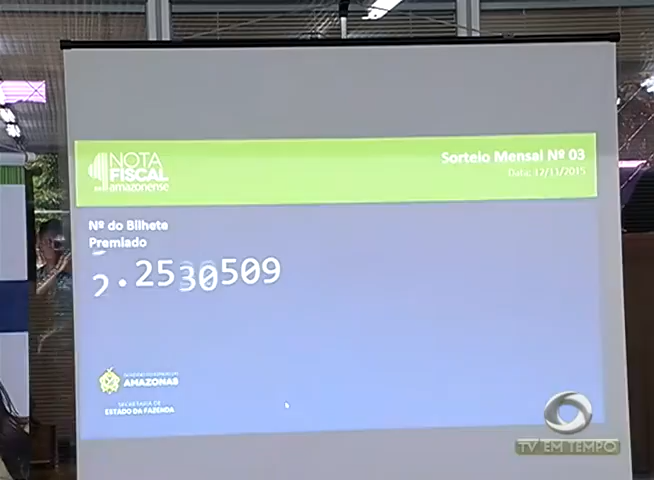 NOTA
FISCAL
amazonense
Sorteio Mensal Nº 03
Data: 12/11/2015
Nº do Bilhete
Premiado
2.2530509
AMAZONAS
SECRETARIA DE
ESTADO DA FAZENDA
TV EM TEMPO